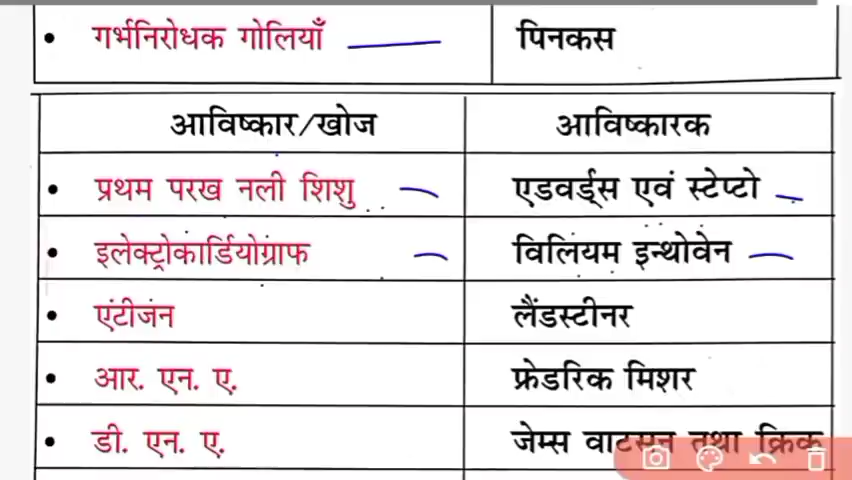 • गर्भनिरोधक गोलियाँ पिनकस
आविष्कार/खोज आविष्कारक
• प्रथम परख नली शिशु एडवर्ड्स एवं स्टेप्टो
• इलेक्ट्रोकार्डियोग्राफ विलियम इन्थोवेन
• एंटीजन लैंडस्टीनर
• आर. एन. ए. फ्रेडरिक मिशर
• डी. एन. ए. जेम्स वाटसन तथा क्रिक